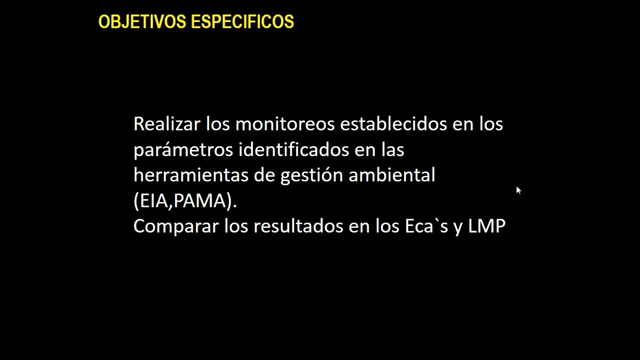 OBJETIVOS ESPECIFICOS
Realizar los monitoreos establecidos en los
parámetros identificados en las
herramientas de gestión ambiental
(EIA,PAMA).
Comparar los resultados en los Eca`s y LMP